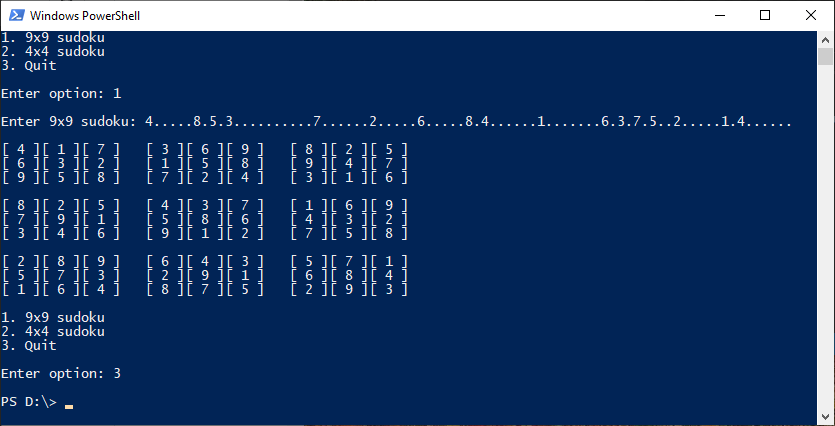 Windows PowerShell
1. 9x9 sudoku
2. 4x4 sudoku
3. Quit
Enter option: 1
Enter 9x9 sudoku: 4.....8.5.3..........7......2.....6.....8.4......1.......6.3.7.5..2.....1.4......
[ 4 ][ 1 ][ 7 ]   [ 3 ][ 6 ][ 9 ]   [ 8 ][ 2 ][ 5 ]
[ 6 ][ 3 ][ 2 ]   [ 1 ][ 5 ][ 8 ]   [ 9 ][ 4 ][ 7 ]
[ 9 ][ 5 ][ 8 ]   [ 7 ][ 2 ][ 4 ]   [ 3 ][ 1 ][ 6 ]
[ 8 ][ 2 ][ 5 ]   [ 4 ][ 3 ][ 7 ]   [ 1 ][ 6 ][ 9 ]
[ 7 ][ 9 ][ 1 ]   [ 5 ][ 8 ][ 6 ]   [ 4 ][ 3 ][ 2 ]
[ 3 ][ 4 ][ 6 ]   [ 9 ][ 1 ][ 2 ]   [ 7 ][ 5 ][ 8 ]
[ 2 ][ 8 ][ 9 ]   [ 6 ][ 4 ][ 3 ]   [ 5 ][ 7 ][ 1 ]
[ 5 ][ 7 ][ 3 ]   [ 2 ][ 9 ][ 1 ]   [ 6 ][ 8 ][ 4 ]
[ 1 ][ 6 ][ 4 ]   [ 8 ][ 7 ][ 5 ]   [ 2 ][ 9 ][ 3 ]
1. 9x9 sudoku
2. 4x4 sudoku
3. Quit
Enter option: 3
PS D:\>